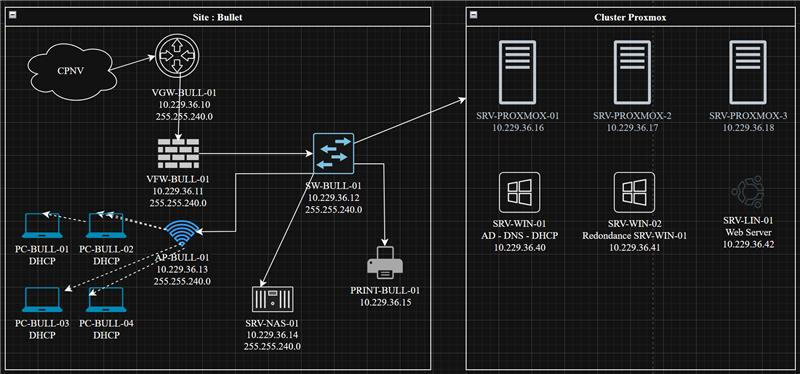 Site : Bullet
CPNV
VGW-BULL-01
10.229.36.10
255.255.240.0
VFW-BULL-01
10.229.36.11
255.255.240.0
SW-BULL-01
10.229.36.12
255.255.240.0
PC-BULL-01
DHCP
PC-BULL-02
DHCP
AP-BULL-01
10.229.36.13
255.255.240.0
PC-BULL-03
DHCP
PC-BULL-04
DHCP
SRV-NAS-01
10.229.36.14
255.255.240.0
PRINT-BULL-01
10.229.36.15
Cluster Proxmox
SRV-PROXMOX-01
10.229.36.16
SRV-PROXMOX-2
10.229.36.17
SRV-PROXMOX-3
10.229.36.18
SRV-WIN-01
AD - DNS - DHCP
10.229.36.40
SRV-WIN-02
Redondance SRV-WIN-01
10.229.36.41
SRV-LIN-01
Web Server
10.229.36.42